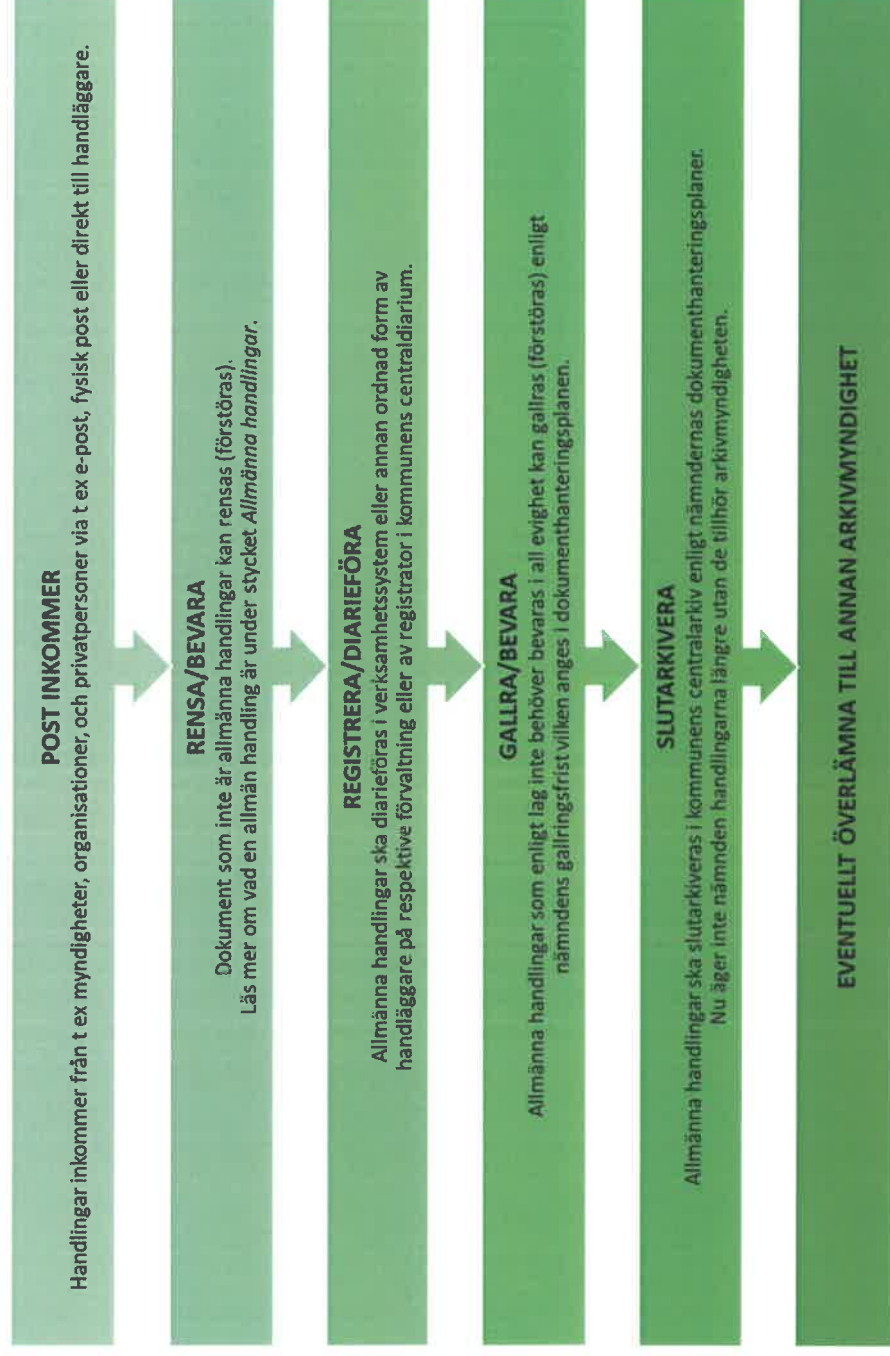 POST INKOMMER
Handlingar inkommer från t ex myndigheter, organisationer, och privatpersoner via t ex e-post, fysisk post eller direkt till handläggare.
RENSA/BEVARA
Dokument som inte är allmänna handlingar kan rensas (förstöras).
Läs mer om vad en allmän handling är under stycket Allmänna handlingar.
REGISTRERA/DIARIEFÖRA
Allmänna handlingar ska diarieföras i verksamhetssystem eller annan ordnad form av
handläggare på respektive förvaltning eller av registrator i kommunens centraldiarium.
GALLRA/BEVARA
Allmänna handlingar som enligt lag inte behöver bevaras i all evighet kan gallras (förstöras) enligt
nämndens gallringsfrist vilken anges i dokumenthanteringsplanen.
SLUTARKIVERA
Allmänna handlingar ska slutarkiveras i kommunens centralarkiv enligt nämndernas dokumenthanteringsplaner.
Nu äger inte nämnden handlingarna längre utan de tillhör arkivmyndigheten.
EVENTUELLT ÖVERLÄMNA TILL ANNAN ARKIVMYNDIGHET